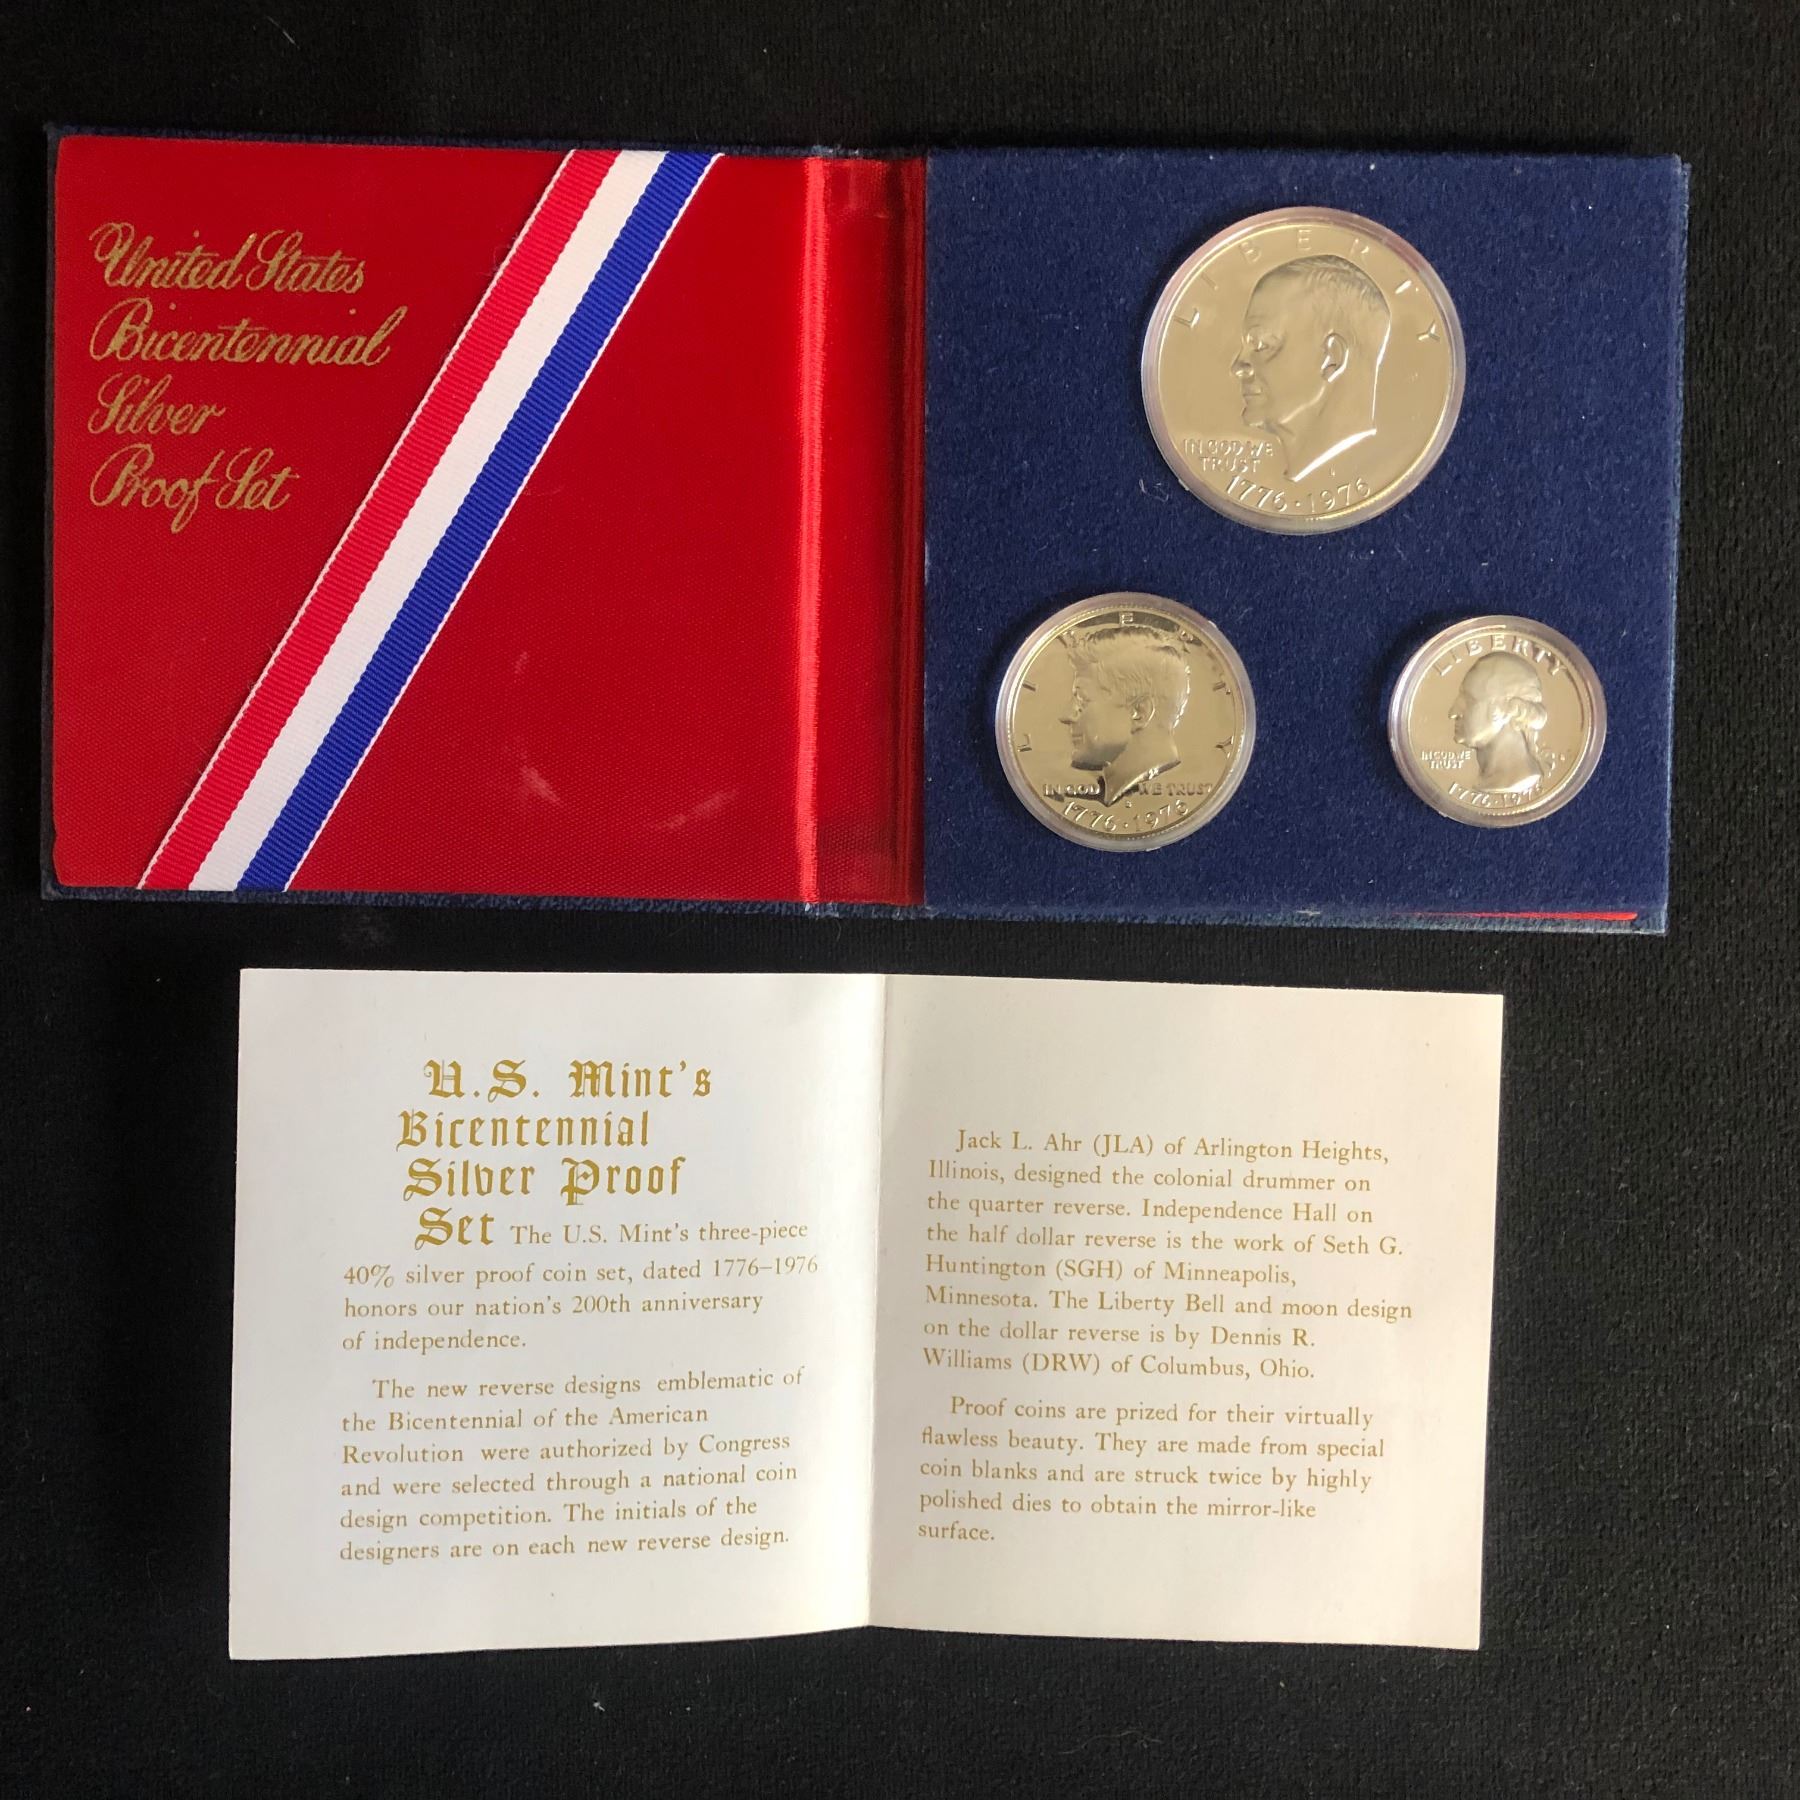 United States
Bicentennial
Silver
Proof Set
LIBERTY
IN GOD WE
TRUST
1776·1976
LIBERTY
IN GOD WE TRUST
1776·1976
LIBERTY
IN GOD WE
TRUST
1776·1976
U.S. Mint's
Bicentennial
Silver Proof
Set The U.S. Mint's three-piece
40% silver proof coin set, dated 1776–1976
honors our nation's 200th anniversary
of independence.
The new reverse designs emblematic of
the Bicentennial of the American
Revolution were authorized by Congress
and were selected through a national coin
design competition. The initials of the
designers are on each new reverse design.
Jack L. Ahr (JLA) of Arlington Heights,
Illinois, designed the colonial drummer on
the quarter reverse. Independence Hall on
the half dollar reverse is the work of Seth G.
Huntington (SGH) of Minneapolis,
Minnesota. The Liberty Bell and moon design
on the dollar reverse is by Dennis R.
Williams (DRW) of Columbus, Ohio.
Proof coins are prized for their virtually
flawless beauty. They are made from special
coin blanks and are struck twice by highly
polished dies to obtain the mirror-like
surface.